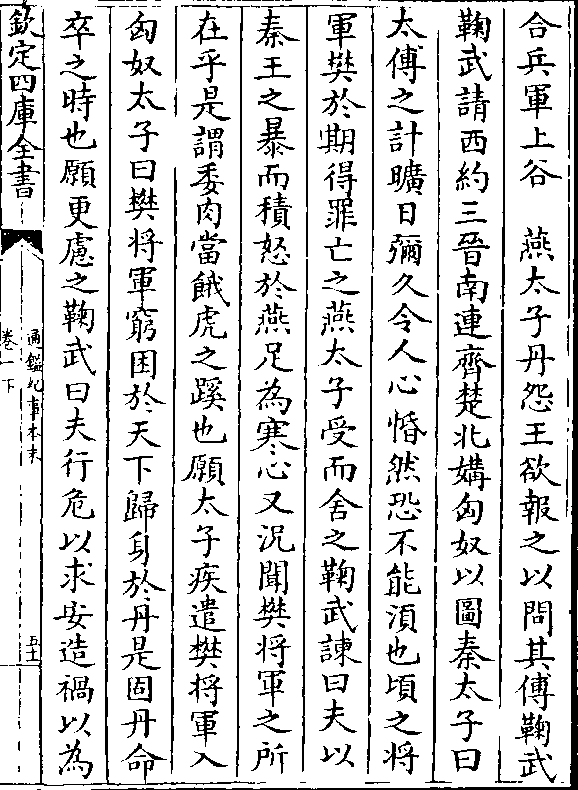 合兵軍上谷　燕太子丹怨王欲報之以問其傅鞠武
鞠武請西約三晉南連齊楚北媾匈奴以圖秦太子曰
太傅之計曠日彌久令人心惛然恐不能須也頃之將
軍樊於期得罪亡之燕太子受而舍之鞠武諫曰夫以
秦王之暴而積怒於燕足為寒心又況聞樊將軍之所
在乎是謂委肉當餓虎之蹊也願太子疾遣樊將軍入
匈奴太子曰樊將軍窮困於天下歸身於丹是固丹命
卒之時也願更慮之鞠武曰夫行危以求安造禍以為
欽定四庫全書
通鑑紀事本末
卷一下
五十